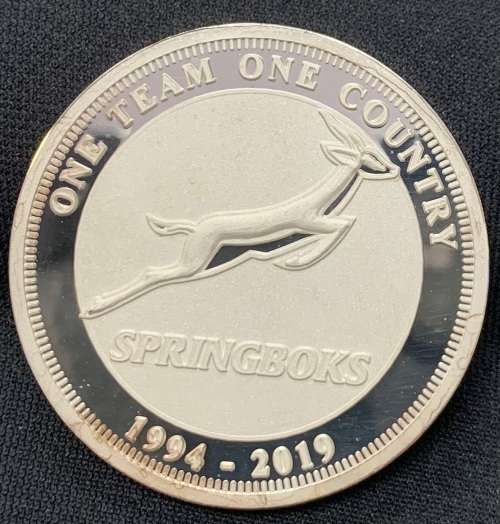 ONE TEAM ONE COUNTRY
SPRINGBOKS
1994 - 2019